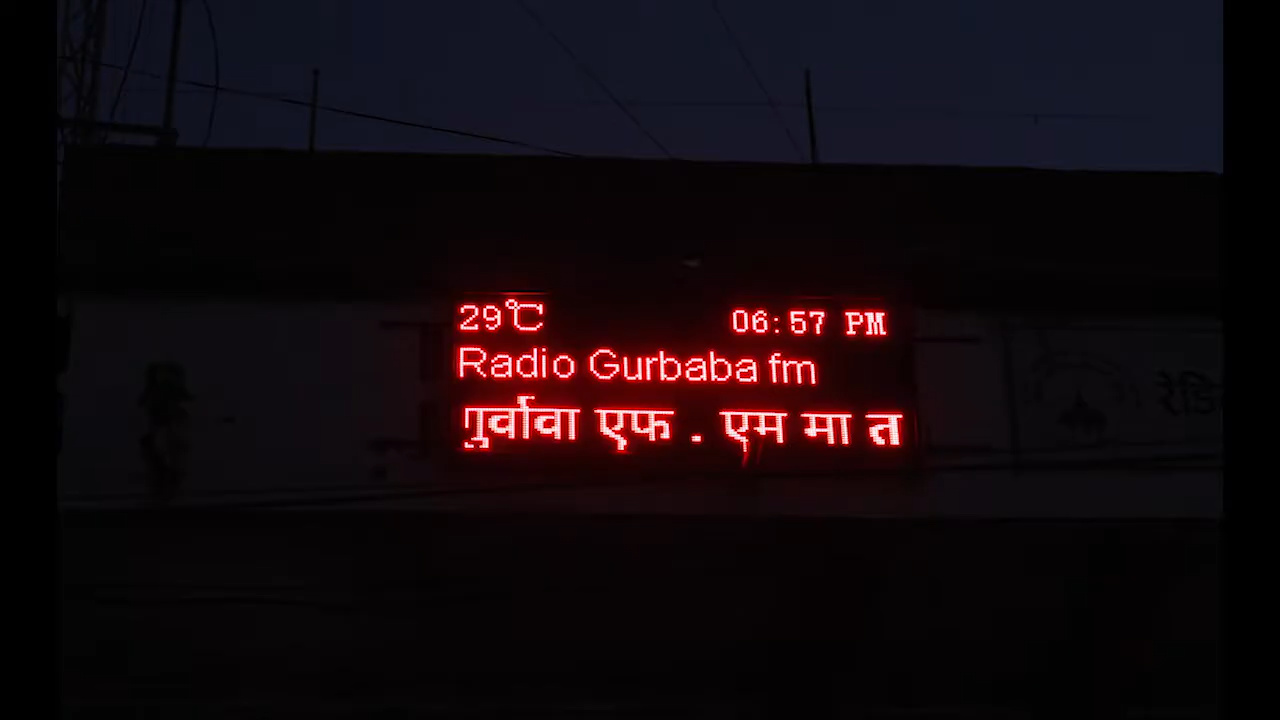 29℃ 06:57 PM
Radio Gurbaba fm
गुर्वावा एफ . एम मा त